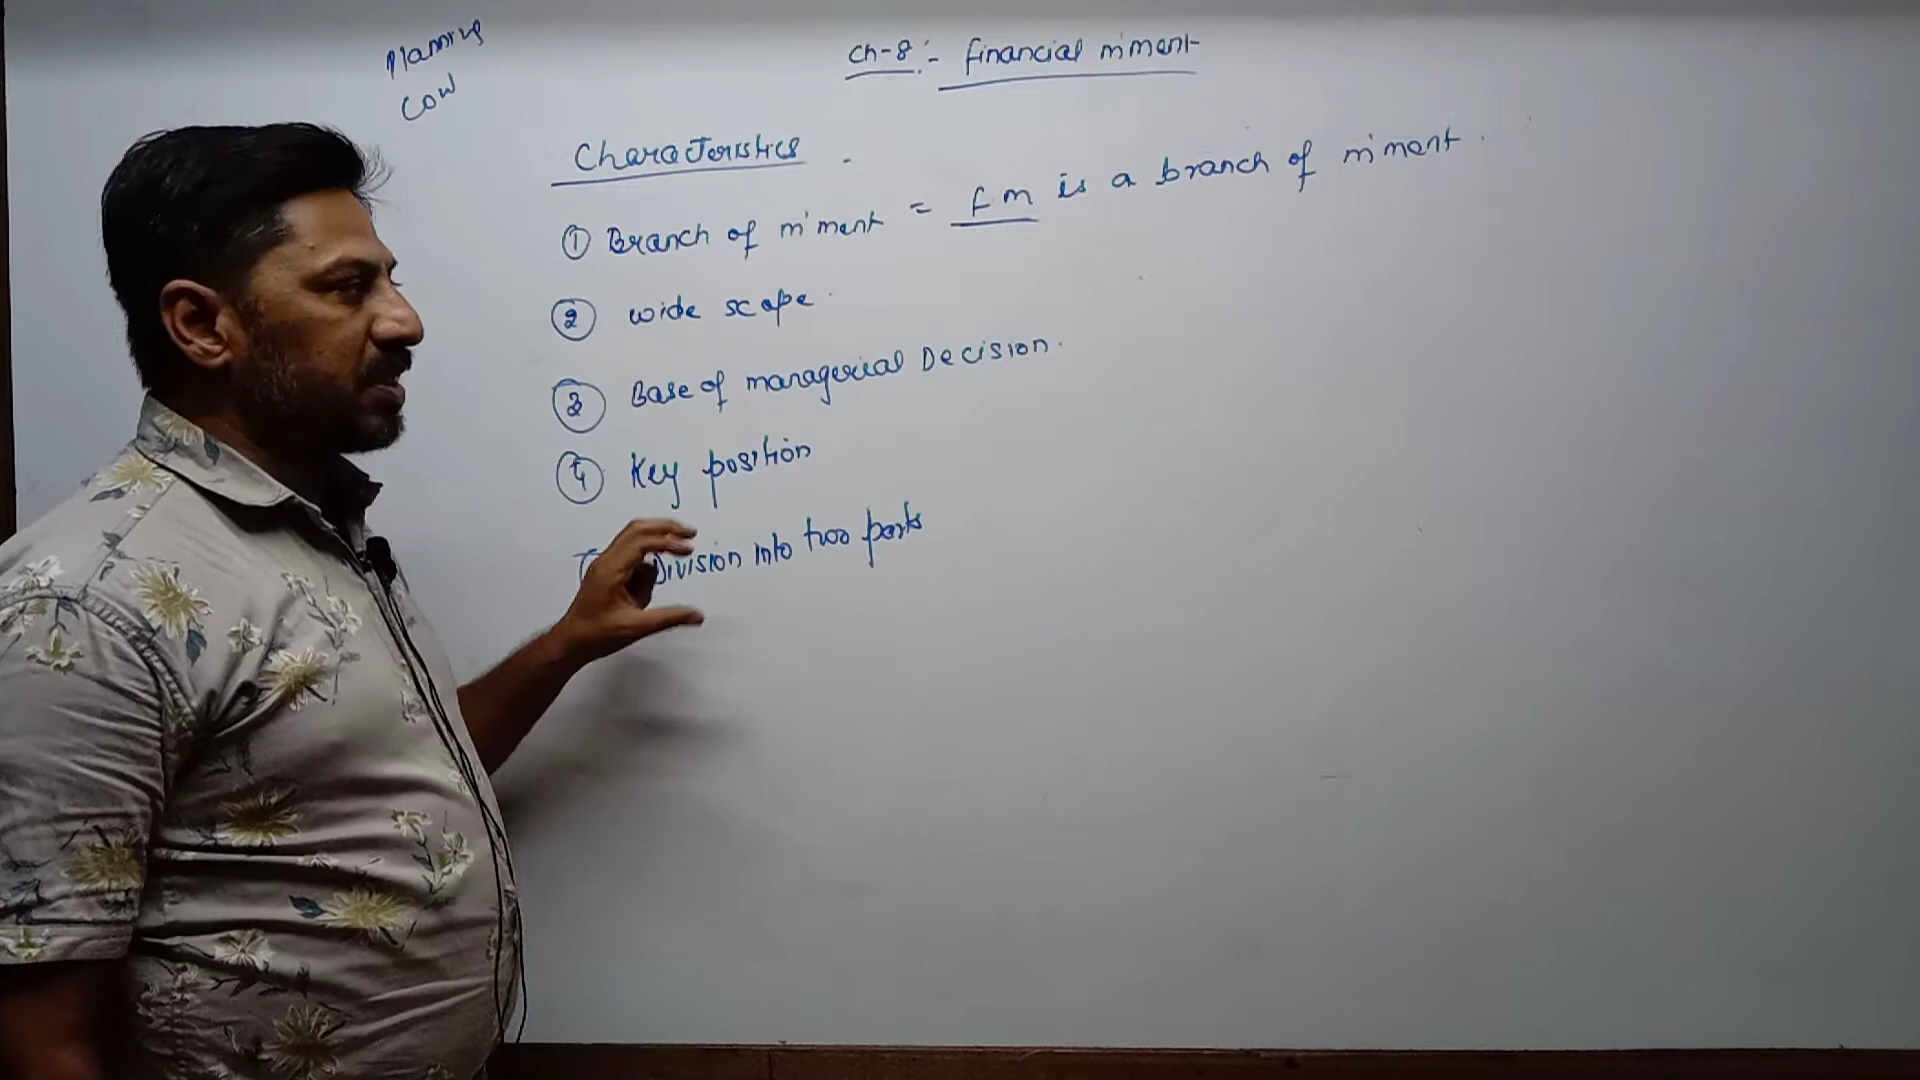 Planning
Cow
Ch-8:- financial m'ment
Characteristics.
① Branch of m'ment = F m is a branch of m'ment.
② wide scope.
③ Base of managerial Decision.
④ Key position
Division into two parts